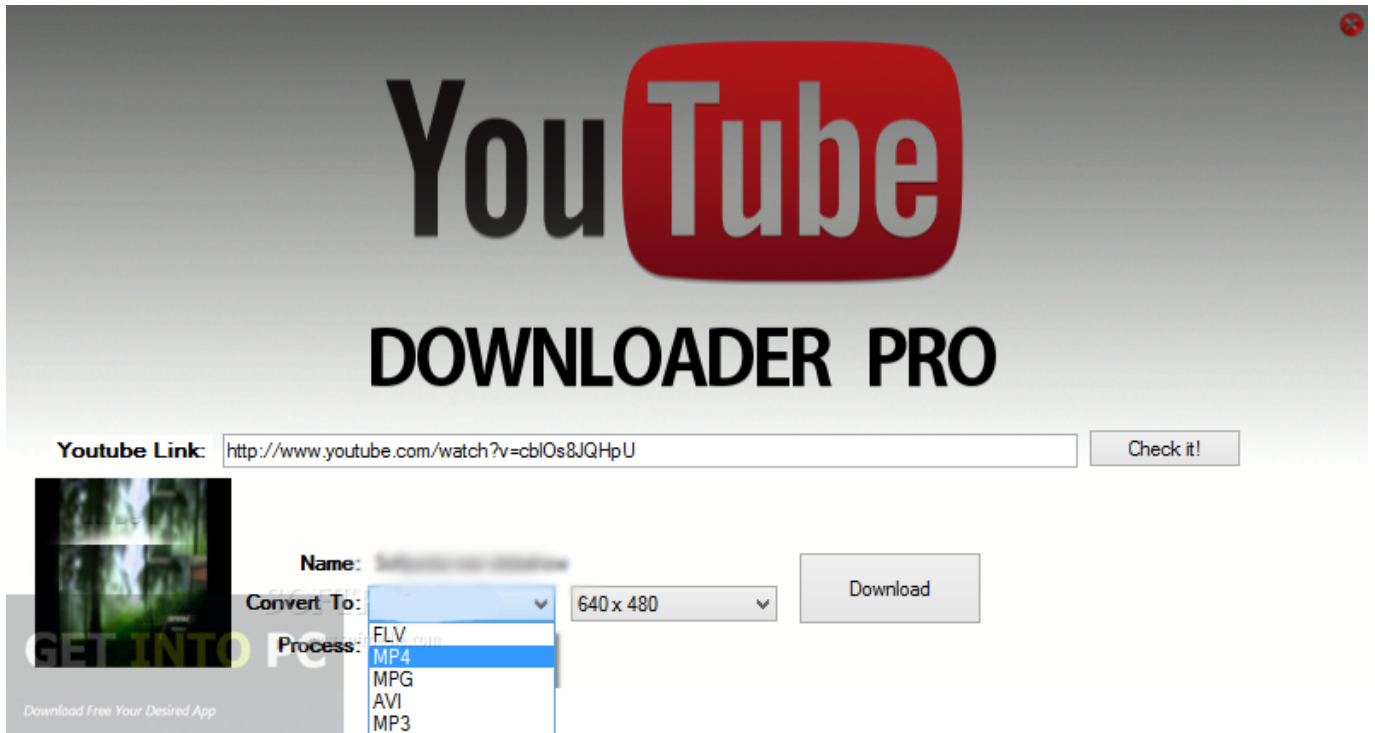 YouTube
DOWNLOADER PRO
Youtube Link: http://www.youtube.com/watch?v=cblOs8JQHpU Check it!
Name:
Convert To: 640 x 480 Download
Process:
FLV
MP4
MPG
AVI
MP3
GET INTO PC
Download Free Your Desired App